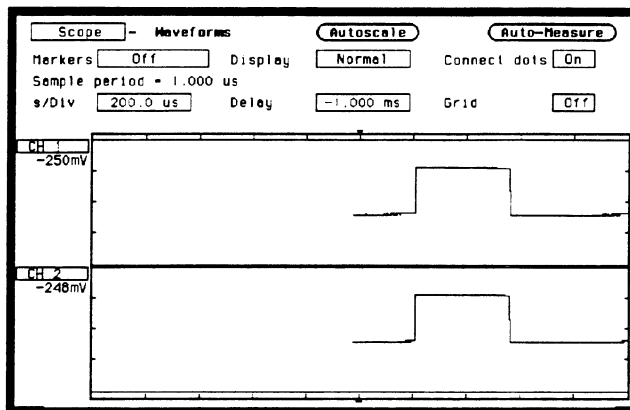 Scope - Waveforms Autoscale Auto-Measure
Markers Off Display Normal Connect dots On
Sample period = 1.000 us
s/Div 200.0 us Delay -1.000 ms Grid Off
CH 1
-250mV
CH 2
-248mV